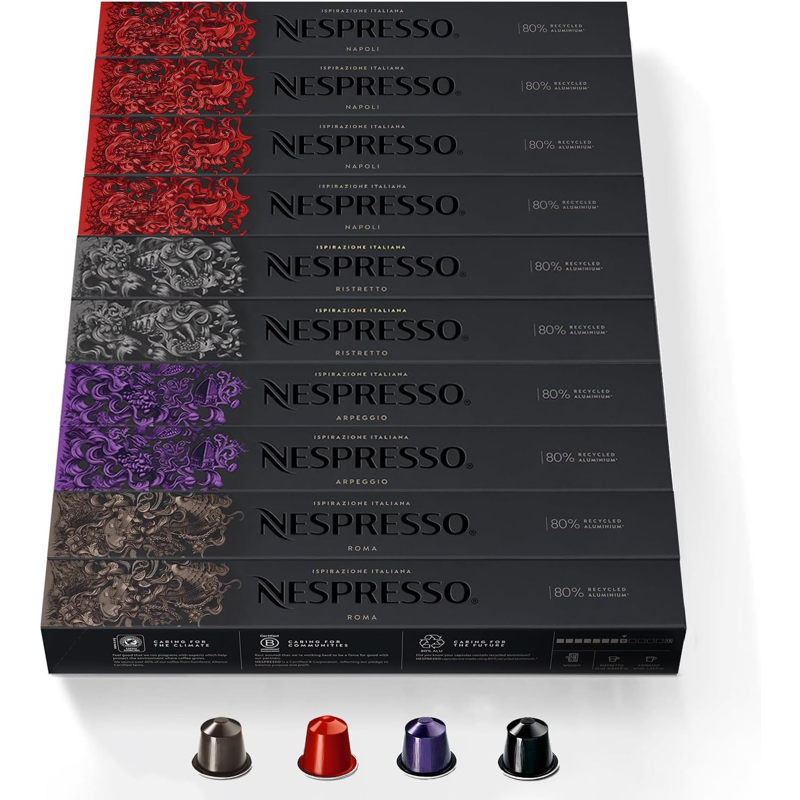 ISPIRAZIONE ITALIANA
NESPRESSO®
NAPOLI
80% RECYCLED
ALUMINIUM*
ISPIRAZIONE ITALIANA
NESPRESSO®
NAPOLI
80% RECYCLED
ALUMINIUM*
ISPIRAZIONE ITALIANA
NESPRESSO®
NAPOLI
80% RECYCLED
ALUMINIUM*
ISPIRAZIONE ITALIANA
NESPRESSO®
NAPOLI
80% RECYCLED
ALUMINIUM*
ISPIRAZIONE ITALIANA
NESPRESSO®
RISTRETTO
80% RECYCLED
ALUMINIUM*
ISPIRAZIONE ITALIANA
NESPRESSO®
RISTRETTO
80% RECYCLED
ALUMINIUM*
ISPIRAZIONE ITALIANA
NESPRESSO®
ARPEGGIO
80% RECYCLED
ALUMINIUM*
ISPIRAZIONE ITALIANA
NESPRESSO®
ARPEGGIO
80% RECYCLED
ALUMINIUM*
ISPIRAZIONE ITALIANA
NESPRESSO®
ROMA
80% RECYCLED
ALUMINIUM*
ISPIRAZIONE ITALIANA
NESPRESSO®
ROMA
80% RECYCLED
ALUMINIUM*
CARING FOR
THE CLIMATE
Certified
B
Corporation
CARING FOR
COMMUNITIES
80% ALU
CARING FOR
THE FUTURE